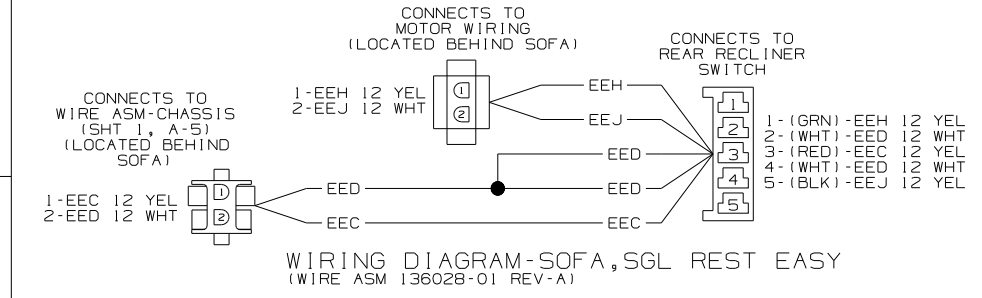 CONNECTS TO
MOTOR WIRING
(LOCATED BEHIND SOFA)
1-EEH 12 YEL
2-EEJ 12 WHT
1
2
CONNECTS TO
REAR RECLINER
SWITCH
1
2
3
4
5
1-(GRN)-EEH 12 YEL
2-(WHT)-EED 12 WHT
3-(RED)-EEC 12 YEL
4-(WHT)-EED 12 WHT
5-(BLK)-EEJ 12 YEL
EEH
EEJ
EED
EED
EED
EEC
EEC
CONNECTS TO
WIRE ASM-CHASSIS
(SHT 1, A-5)
(LOCATED BEHIND
SOFA)
1-EEC 12 YEL
2-EED 12 WHT
1
2
WIRING DIAGRAM-SOFA,SGL REST EASY
(WIRE ASM 136028-01 REV-A)